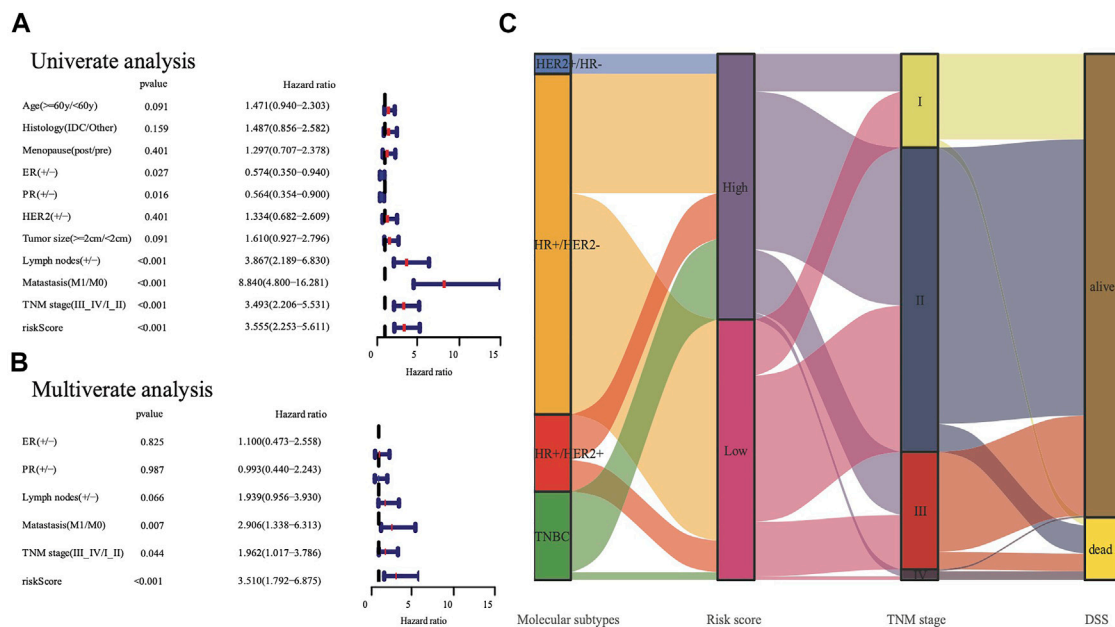 A
Univerate analysis
pvalue Hazard ratio
Age(>=60y/<60y) 0.091 1.471(0.940−2.303)
Histology(IDC/Other) 0.159 1.487(0.856−2.582)
Menopause(post/pre) 0.401 1.297(0.707−2.378)
ER(+/−) 0.027 0.574(0.350−0.940)
PR(+/−) 0.016 0.564(0.354−0.900)
HER2(+/−) 0.401 1.334(0.682−2.609)
Tumor size(>=2cm/<2cm) 0.091 1.610(0.927−2.796)
Lymph nodes(+/−) <0.001 3.867(2.189−6.830)
Matastasis(M1/M0) <0.001 8.840(4.800−16.281)
TNM stage(III_IV/I_II) <0.001 3.493(2.206−5.531)
riskScore <0.001 3.555(2.253−5.611)
0 5 10 15
Hazard ratio
B
Multiverate analysis
pvalue Hazard ratio
ER(+/−) 0.825 1.100(0.473−2.558)
PR(+/−) 0.987 0.993(0.440−2.243)
Lymph nodes(+/−) 0.066 1.939(0.956−3.930)
Matastasis(M1/M0) 0.007 2.906(1.338−6.313)
TNM stage(III_IV/I_II) 0.044 1.962(1.017−3.786)
riskScore <0.001 3.510(1.792−6.875)
0 5 10 15
Hazard ratio
C
HER2+/HR-
HR+/HER2-
HR+/HER2+
TNBC
High
Low
I
II
III
IV
alive
dead
Molecular subtypes Risk score TNM stage DSS